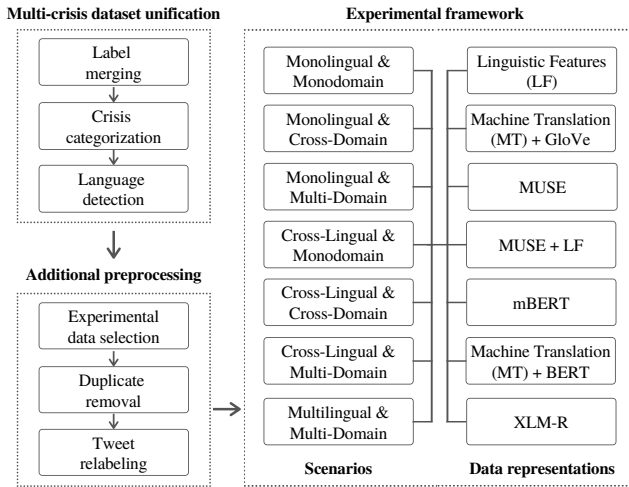 Multi-crisis dataset unification
Label
merging
Crisis
categorization
Language
detection
Additional preprocessing
Experimental
data selection
Duplicate
removal
Tweet
relabeling
Experimental framework
Monolingual &
Monodomain
Monolingual &
Cross-Domain
Monolingual &
Multi-Domain
Cross-Lingual &
Monodomain
Cross-Lingual &
Cross-Domain
Cross-Lingual &
Multi-Domain
Multilingual &
Multi-Domain
Scenarios
Linguistic Features
(LF)
Machine Translation
(MT) + GloVe
MUSE
MUSE + LF
mBERT
Machine Translation
(MT) + BERT
XLM-R
Data representations